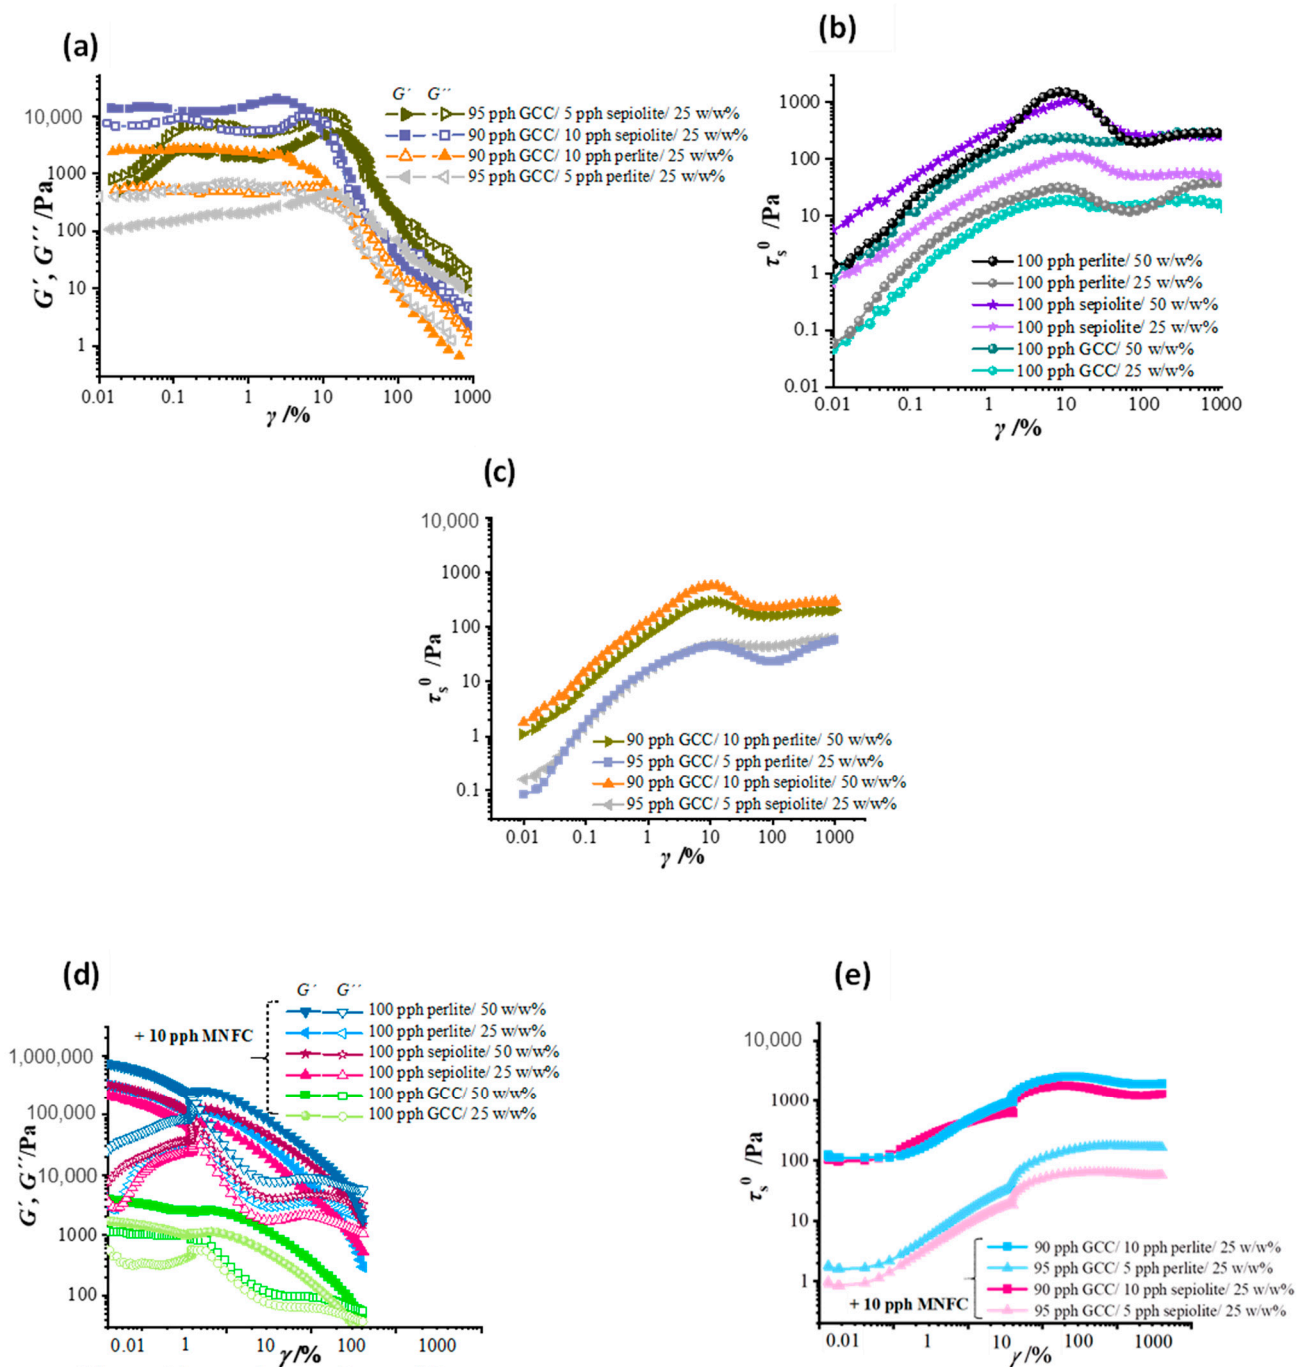 (a)
G′ G′′
95 pph GCC/ 5 pph sepiolite/ 25 w/w%
90 pph GCC/ 10 pph sepiolite/ 25 w/w%
90 pph GCC/ 10 pph perlite/ 25 w/w%
95 pph GCC/ 5 pph perlite/ 25 w/w%
10,000
1000
100
10
1
G′, G′′ /Pa
0.01 0.1 1 10 100 1000
γ /%
(b)
1000
100
10
1
0.1
0.01
τs⁰ /Pa
100 pph perlite/ 50 w/w%
100 pph perlite/ 25 w/w%
100 pph sepiolite/ 50 w/w%
100 pph sepiolite/ 25 w/w%
100 pph GCC/ 50 w/w%
100 pph GCC/ 25 w/w%
0.01 0.1 1 10 100 1000
γ /%
(c)
10,000
1000
100
10
1
0.1
τs⁰ /Pa
90 pph GCC/ 10 pph perlite/ 50 w/w%
95 pph GCC/ 5 pph perlite/ 25 w/w%
90 pph GCC/ 10 pph sepiolite/ 50 w/w%
95 pph GCC/ 5 pph sepiolite/ 25 w/w%
0.01 0.1 1 10 100 1000
γ /%
(d)
G′ G′′
100 pph perlite/ 50 w/w%
100 pph perlite/ 25 w/w%
100 pph sepiolite/ 50 w/w%
100 pph sepiolite/ 25 w/w%
100 pph GCC/ 50 w/w%
100 pph GCC/ 25 w/w%
+ 10 pph MNFC
1,000,000
100,000
10,000
1000
100
G′, G′′/Pa
0.01 0.1 1 10 100 1000
γ /%
(e)
10,000
1000
100
10
1
τs⁰ /Pa
90 pph GCC/ 10 pph perlite/ 25 w/w%
95 pph GCC/ 5 pph perlite/ 25 w/w%
90 pph GCC/ 10 pph sepiolite/ 25 w/w%
95 pph GCC/ 5 pph sepiolite/ 25 w/w%
+ 10 pph MNFC
0.01 0.1 1 10 100 1000
γ /%